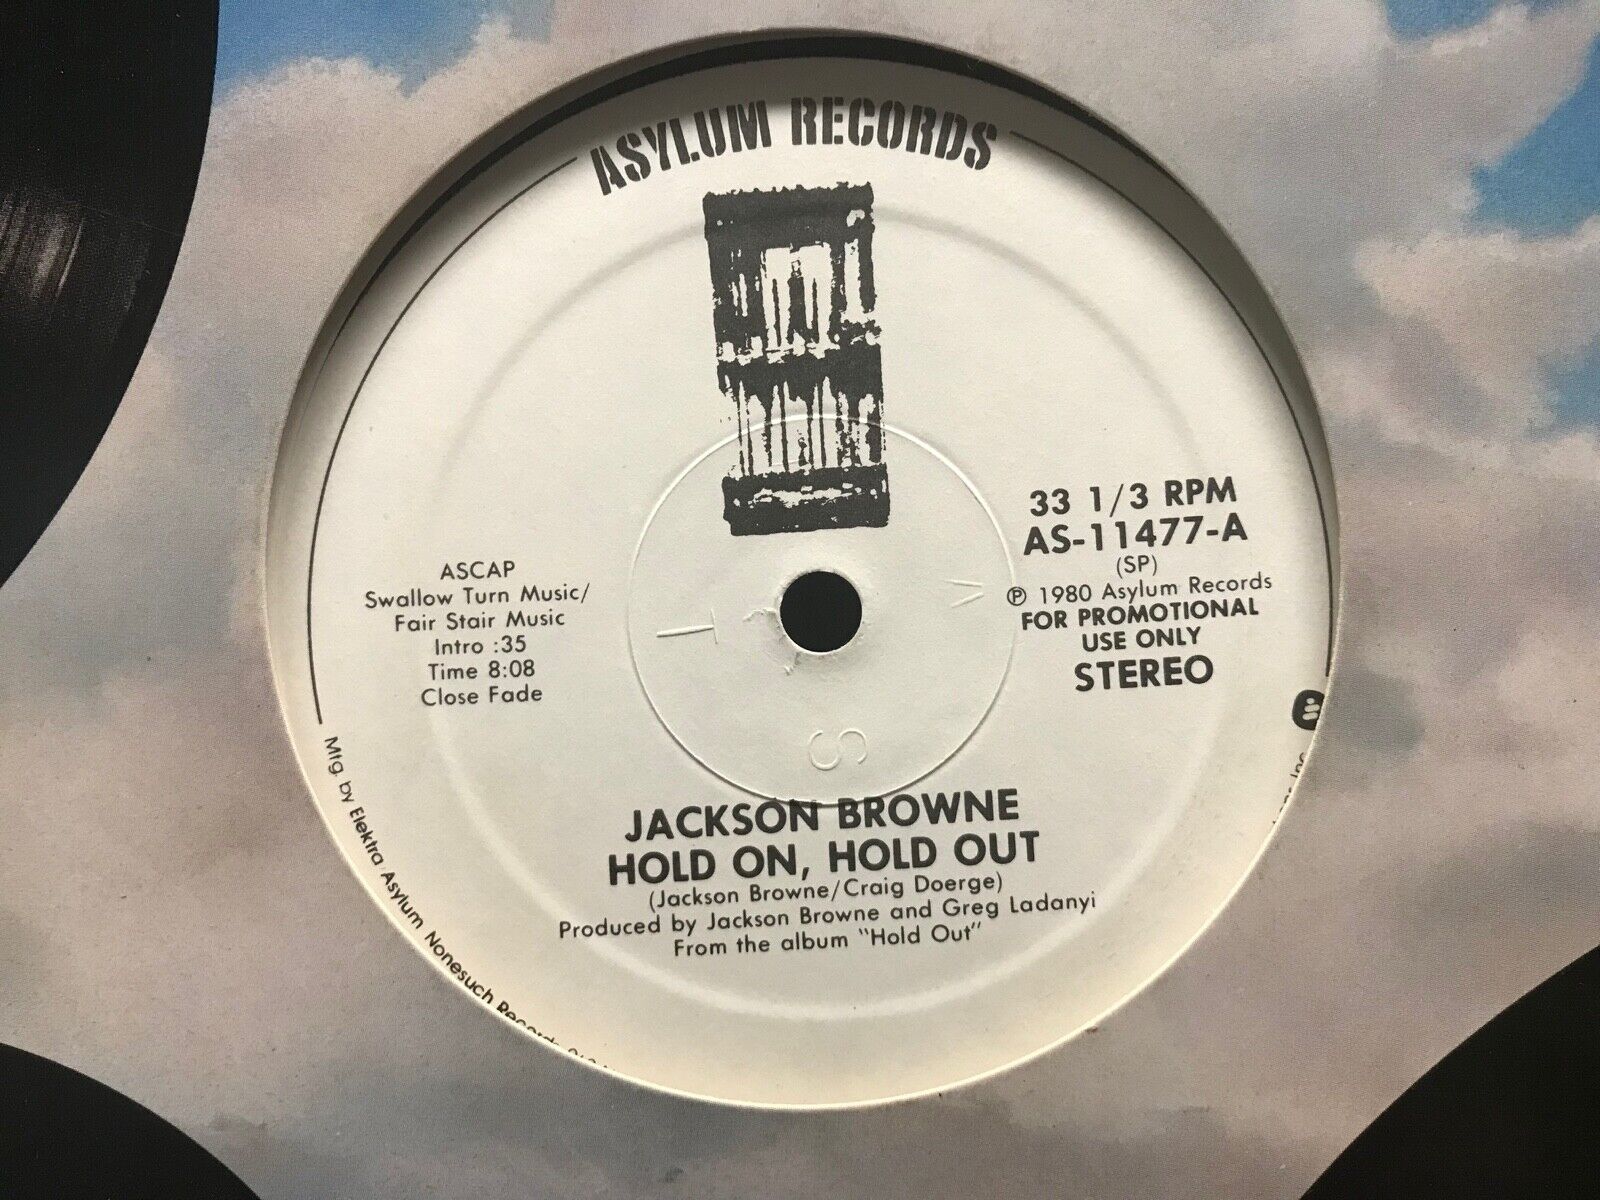 ASYLUM RECORDS
33 1/3 RPM
AS-11477-A
(SP)
℗ 1980 Asylum Records
FOR PROMOTIONAL
USE ONLY
STEREO
ASCAP
Swallow Turn Music/
Fair Stair Music
Intro :35
Time 8:08
Close Fade
JACKSON BROWNE
HOLD ON, HOLD OUT
(Jackson Browne/Craig Doerge)
Produced by Jackson Browne and Greg Ladanyi
From the album "Hold Out"
Mfg. by Elektra/Asylum Nonesuch Records
Inc.